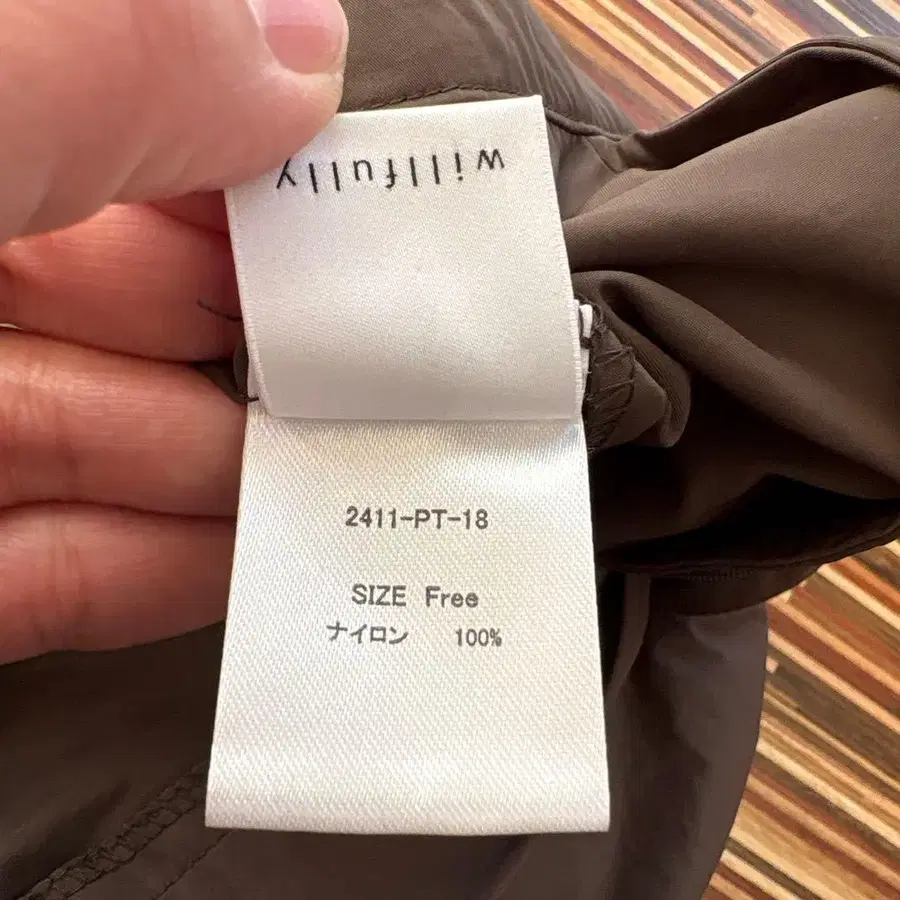 willfully
2411-PT-18
SIZE Free
ナイロン 100%